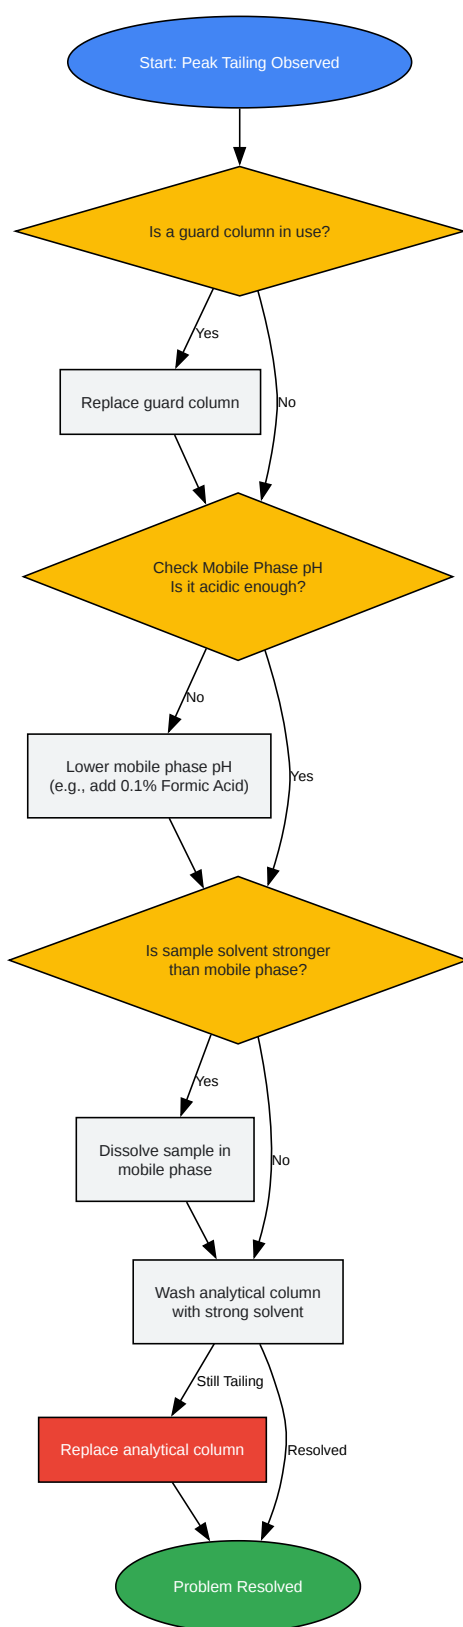 Start: Peak Tailing Observed
Is a guard column in use?
Yes
No
Replace guard column
Check Mobile Phase pH
Is it acidic enough?
No
Yes
Lower mobile phase pH
(e.g., add 0.1% Formic Acid)
Is sample solvent stronger
than mobile phase?
Yes
No
Dissolve sample in
mobile phase
Wash analytical column
with strong solvent
Still Tailing
Resolved
Replace analytical column
Problem Resolved